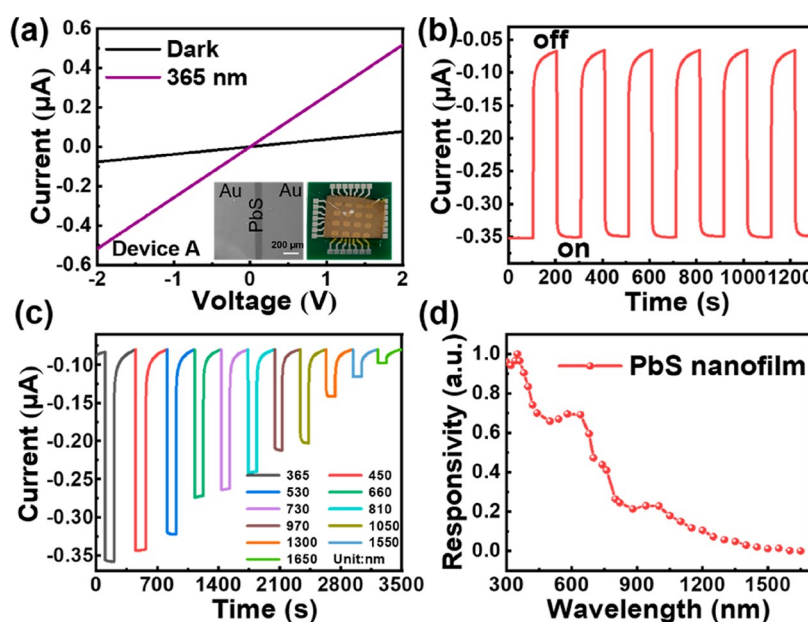 (a)
Dark
365 nm
Current (µA)
0.6
0.4
0.2
0.0
-0.2
-0.4
-0.6
Au
Au
PbS
200 µm
Device A
-2
-1
0
1
2
Voltage (V)
(b)
off
on
Current (µA)
-0.05
-0.10
-0.15
-0.20
-0.25
-0.30
-0.35
0
200
400
600
800
1000
1200
Time (s)
(c)
Current (µA)
-0.10
-0.15
-0.20
-0.25
-0.30
-0.35
365
450
530
660
730
810
970
1050
1300
1550
1650
Unit:nm
0
700
1400
2100
2800
3500
Time (s)
(d)
PbS nanofilm
Responsivity (a.u.)
1.0
0.8
0.6
0.4
0.2
0.0
300
600
900
1200
1500
Wavelength (nm)